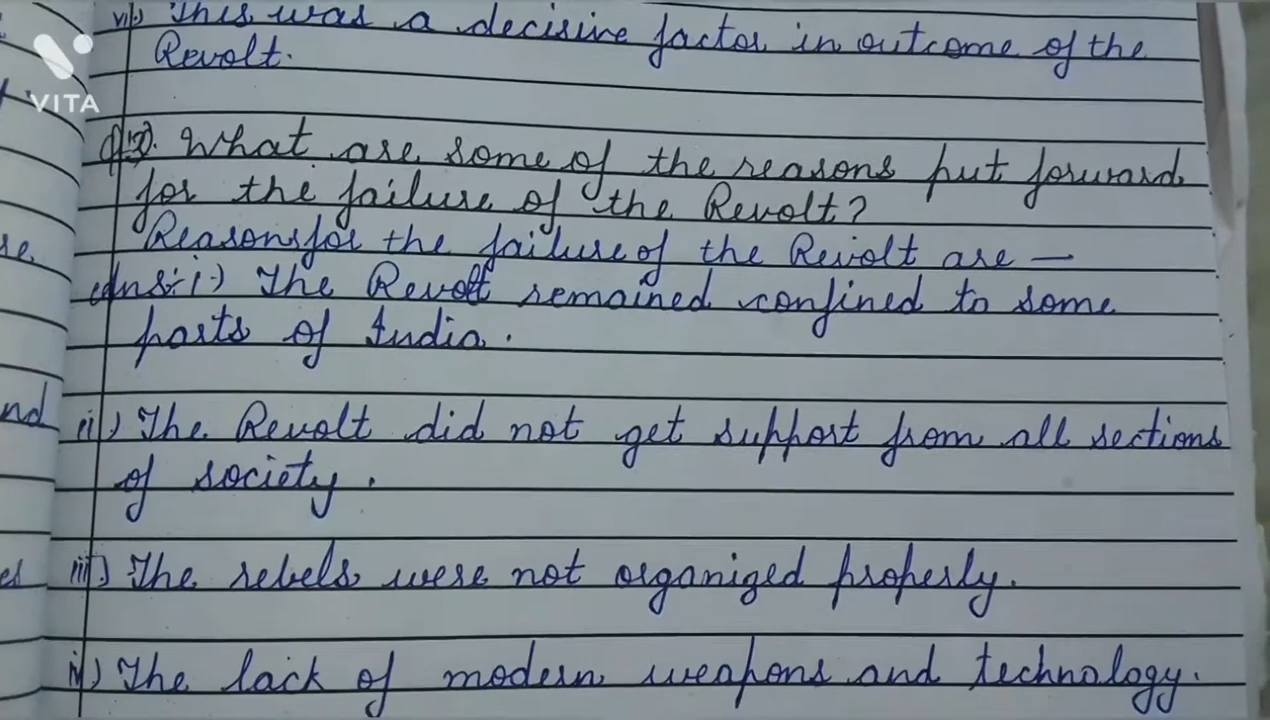 vi) This was a decisive factor in outcome of the
Revolt.
VITA
What are some of the reasons put forward
for the failure of the Revolt?
se
Reasons for the failure of the Revolt are —
Ans:- i) The Revolt remained confined to some
parts of India.
nd
ii) The Revolt did not get support from all sections
of society.
iii) The rebels were not organized properly.
iv) The lack of modern weapons and technology.